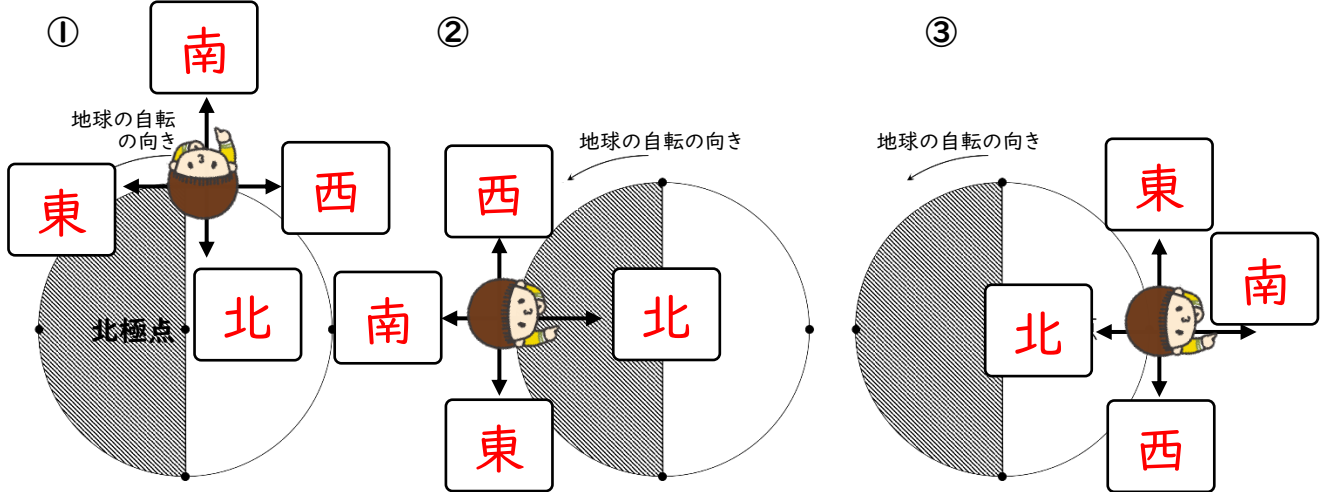 ①
南
地球の自転
の向き
東
西
北
北極点
②
地球の自転の向き
西
南
北
東
③
地球の自転の向き
東
南
北
西